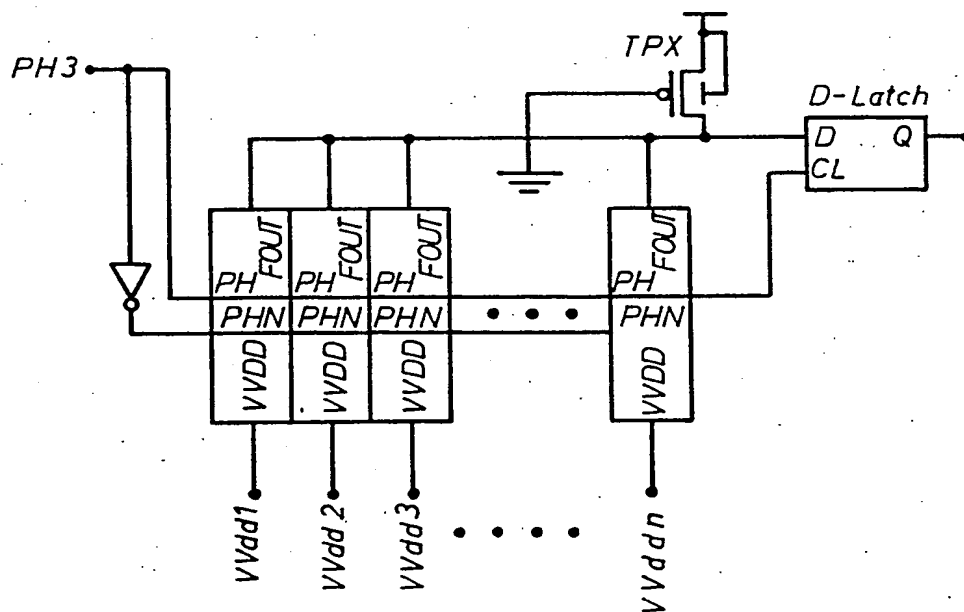 TPX
PH3
D-Latch
D Q
CL
FOUT FOUT FOUT FOUT
PH PH PH PH
PHN PHN PHN PHN
VVDD VVDD VVDD VVDD
VVdd1 VVdd2 VVdd3 VVddn